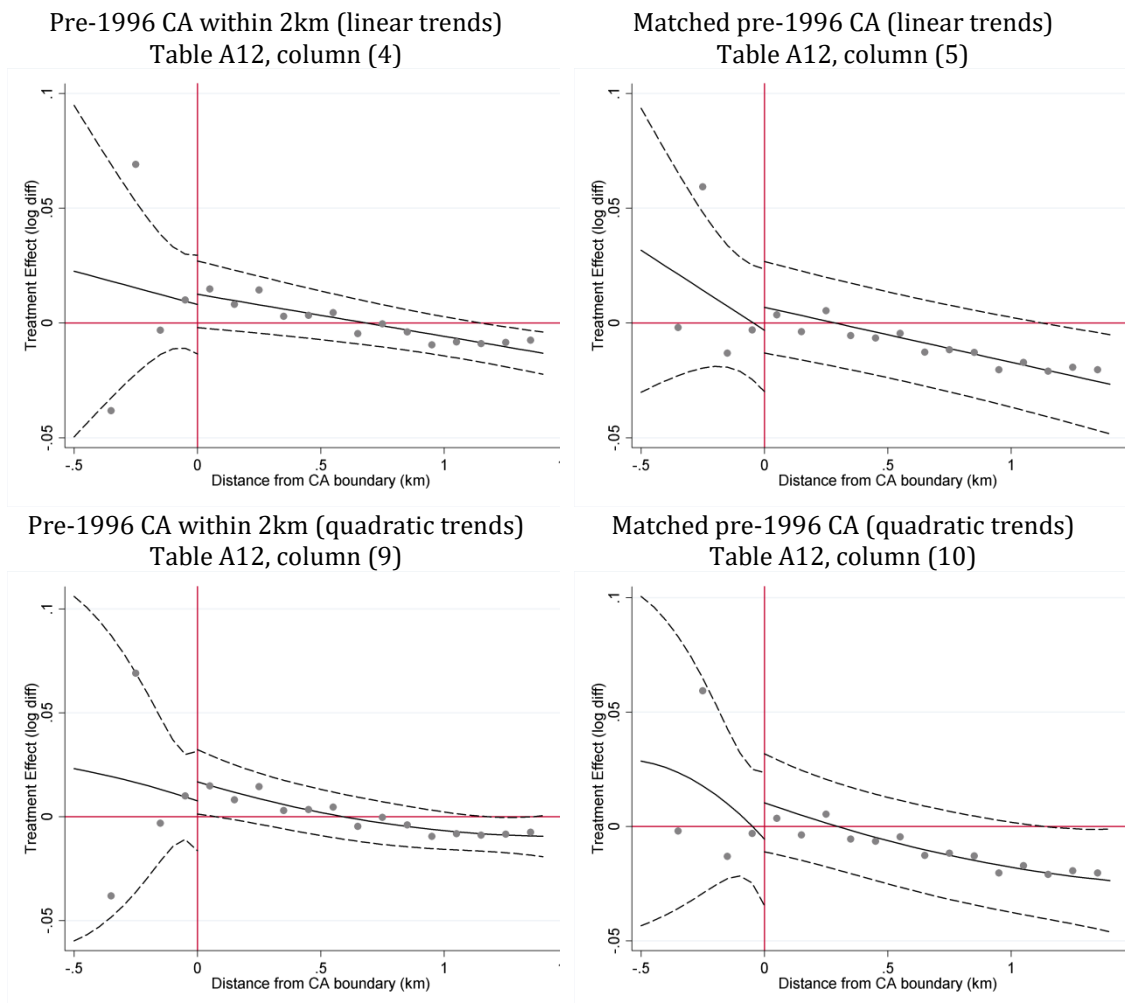 Pre-1996 CA within 2km (linear trends)
Table A12, column (4)
Treatment Effect (log diff)
.1
.05
0
-.05
-.5
0
.5
1
Distance from CA boundary (km)
Matched pre-1996 CA (linear trends)
Table A12, column (5)
Treatment Effect (log diff)
.1
.05
0
-.05
-.5
0
.5
1
Distance from CA boundary (km)
Pre-1996 CA within 2km (quadratic trends)
Table A12, column (9)
Treatment Effect (log diff)
.1
.05
0
-.05
-.5
0
.5
1
Distance from CA boundary (km)
Matched pre-1996 CA (quadratic trends)
Table A12, column (10)
Treatment Effect (log diff)
.1
.05
0
-.05
-.5
0
.5
1
Distance from CA boundary (km)